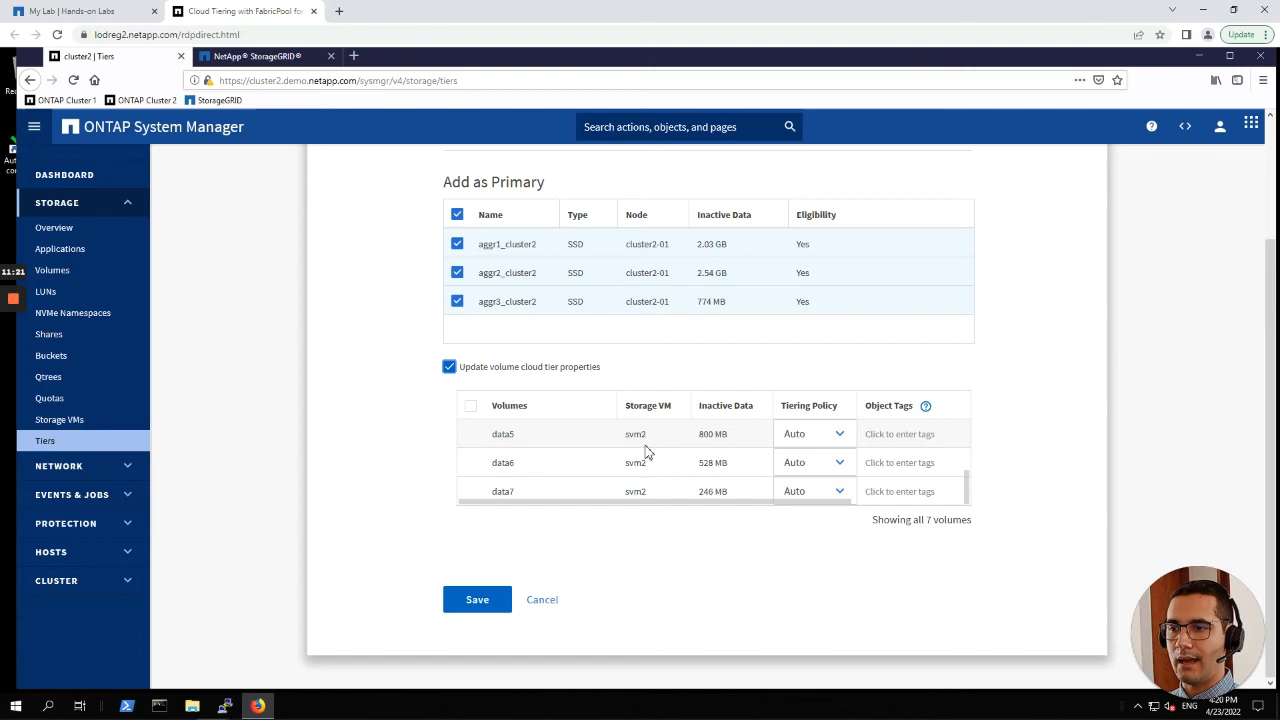 My Lab | Hands-on Labs
Cloud Tiering with FabricPool for
lodreg2.netapp.com/rdpdirect.html
Update
cluster2 | Tiers
NetApp® StorageGRID®
https://cluster2.demo.netapp.com/sysmgr/v4/storage/tiers
ONTAP Cluster 1
ONTAP Cluster 2
StorageGRID
ONTAP System Manager
Search actions, objects, and pages
DASHBOARD
STORAGE
Overview
Applications
Volumes
LUNs
NVMe Namespaces
Shares
Buckets
Qtrees
Quotas
Storage VMs
Tiers
NETWORK
EVENTS & JOBS
PROTECTION
HOSTS
CLUSTER
11:21
Add as Primary
Name Type Node Inactive Data Eligibility
aggr1_cluster2 SSD cluster2-01 2.03 GB Yes
aggr2_cluster2 SSD cluster2-01 2.54 GB Yes
aggr3_cluster2 SSD cluster2-01 774 MB Yes
Update volume cloud tier properties
Volumes Storage VM Inactive Data Tiering Policy Object Tags
data5 svm2 800 MB Auto Click to enter tags
data6 svm2 528 MB Auto Click to enter tags
data7 svm2 246 MB Auto Click to enter tags
Showing all 7 volumes
Save Cancel
ENG
4:20 PM
4/23/2022